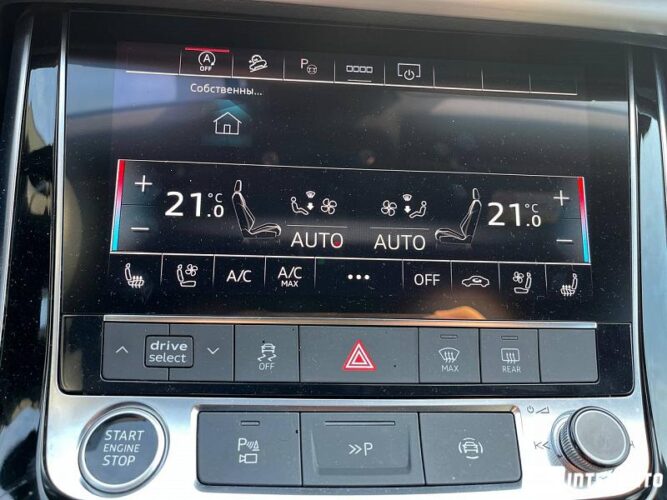 A
OFF
P
Собственны...
+ 21.0 °C
AUTO
AUTO
21.0 °C +
−
−
A/C
A/C
MAX
•••
OFF
drive
select
OFF
MAX
REAR
START
ENGINE
STOP
P
>>P